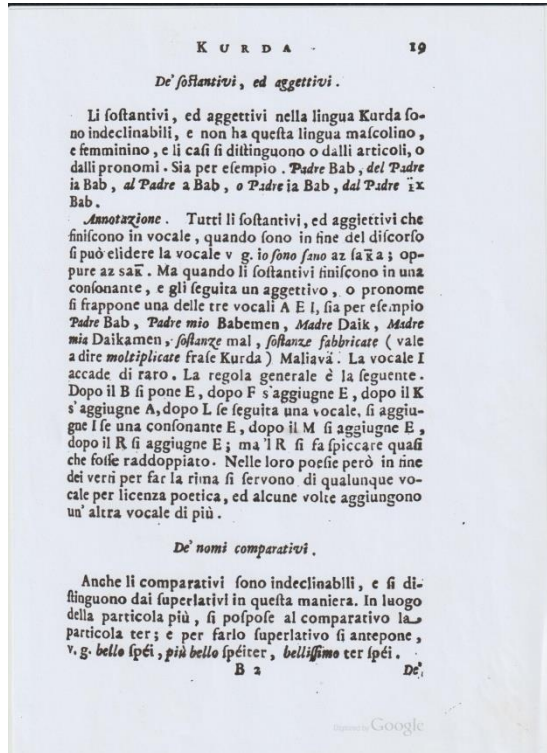 KURDA 19
De' ſoſtantivi, ed aggettivi.
Li ſoſtantivi, ed aggettivi nella lingua Kurda ſo-
no indeclinabili, e non ha queſta lingua maſcolino,
e femminino, e li caſi ſi diſtinguono o dalli articoli, o
dalli pronomi. Sia per eſempio. Padre Bab, del Padre
ia Bab, al Padre a Bab, o Padre ia Bab, dal Padre ïx
Bab.
Annotazione. Tutti li ſoſtantivi, ed aggiettivi che
finiſcono in vocale, quando ſono in fine del diſcorſo
ſi può elidere la vocale v g. io ſono ſano az ſaK̅a; op-
pure az saK̅. Ma quando li ſoſtantivi finiſcono in una
conſonante, e gli ſeguita un aggettivo, o pronome
ſi frappone una delle tre vocali A E I, ſia per eſempio
Padre Bab, Padre mio Babemen, Madre Daik, Madre
mia Daikamen, ſoſtanze mal, ſoſtanze fabbricate (vale
a dire moltiplicate fraſe Kurda) Maliavä. La vocale I
accade di raro. La regola generale è la ſeguente.
Dopo il B ſi pone E, dopo F s'aggiugne E, dopo il K
s'aggiugne A, dopo L ſe ſeguita una vocale, ſi aggiu-
gne I ſe una conſonante E, dopo il M ſi aggiugne E,
dopo il R ſi aggiugne E; ma 'l R ſi fa ſpiccare quaſi
che foſſe raddoppiato. Nelle loro poeſie però in fine
dei verſi per far la rima ſi ſervono di qualunque vo-
cale per licenza poetica, ed alcune volte aggiungono
un' altra vocale di più.
De' nomi comparativi.
Anche li comparativi ſono indeclinabili, e ſi di-
ſtinguono dai ſuperlativi in queſta maniera. In luogo
della particola più, ſi poſpoſe al comparativo la
particola ter; e per farlo ſuperlativo ſi antepone,
v. g. bello ſpéi, più bello ſpéiter, belliſſimo ter ſpéi.
B 2 De'
Digitized by Google